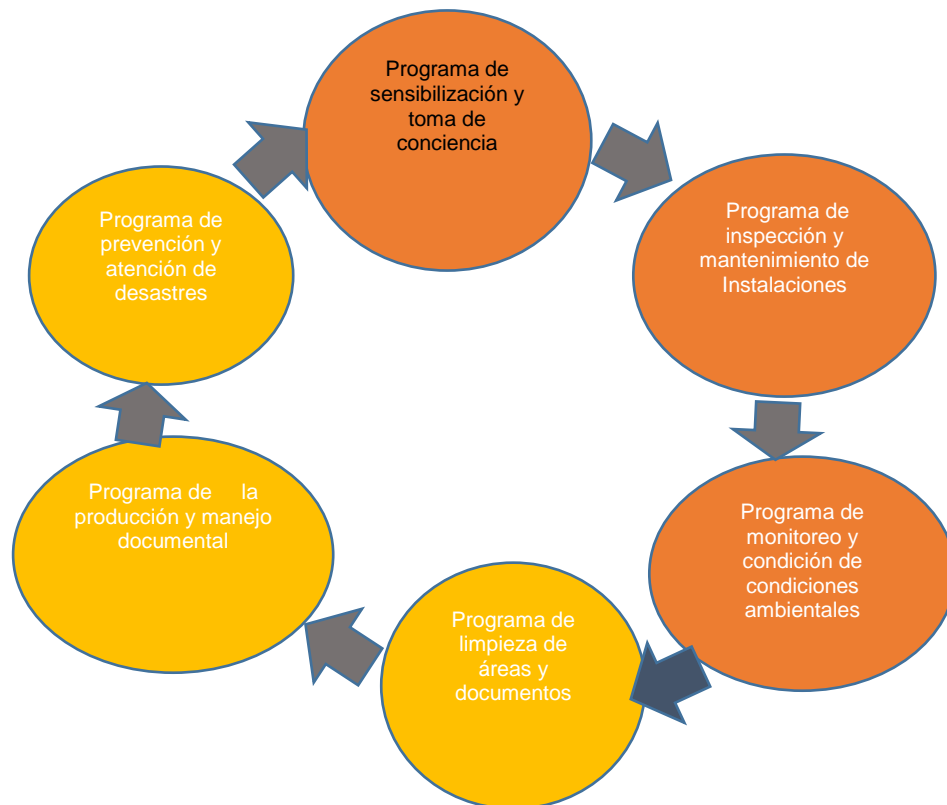 Programa de
sensibilización y
toma de
conciencia
Programa de
inspección y
mantenimiento de
Instalaciones
Programa de
monitoreo y
condición de
condiciones
ambientales
Programa de
limpieza de
áreas y
documentos
Programa de la
producción y manejo
documental
Programa de
prevención y
atención de
desastres